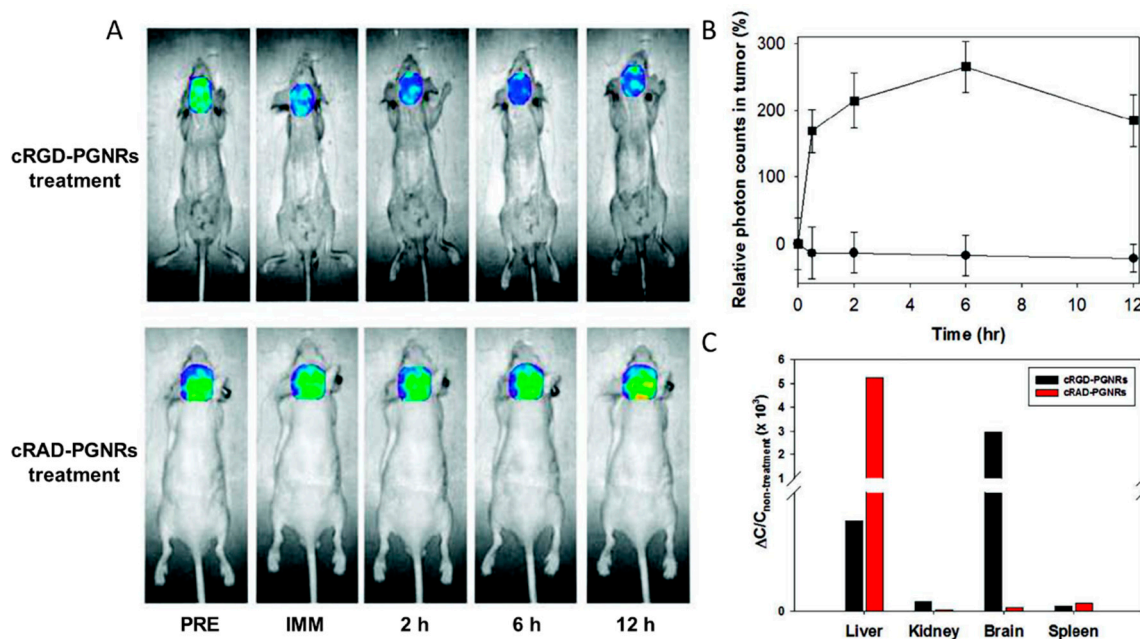 A
cRGD-PGNRs
treatment
cRAD-PGNRs
treatment
PRE IMM 2 h 6 h 12 h
B
Relative photon counts in tumor (%)
300
200
100
0
0 2 4 6 8 10 12
Time (hr)
C
ΔC/Cnon-treatment (x 10³)
6
5
4
3
2
1
0
cRGD-PGNRs
cRAD-PGNRs
Liver Kidney Brain Spleen